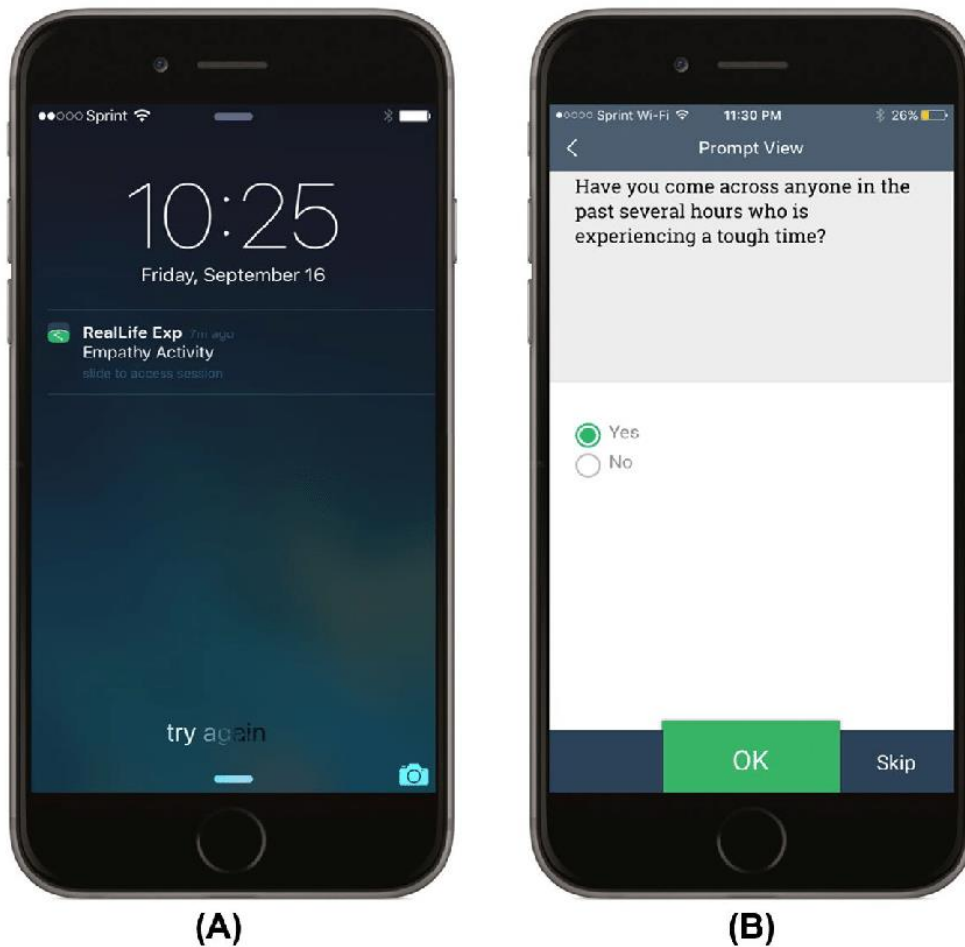 Sprint
10:25
Friday, September 16
RealLife Exp 7m ago
Empathy Activity
slide to access session
try again
(A)
Sprint Wi-Fi 11:30 PM 26%
Prompt View
Have you come across anyone in the
past several hours who is
experiencing a tough time?
Yes
No
OK
Skip
(B)